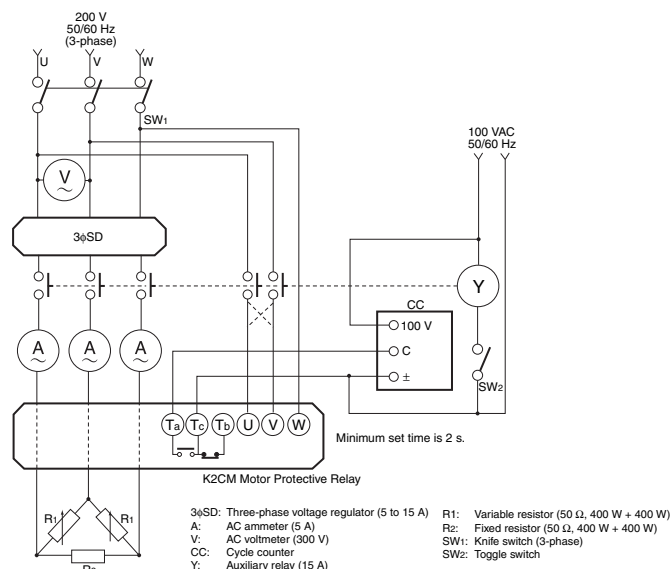 200 V
50/60 Hz
(3-phase)
U
V
W
SW1
100 VAC
50/60 Hz
V
3ϕSD
Y
CC
100 V
C
±
SW2
A
A
A
Ta
Tc
Tb
U
V
W
Minimum set time is 2 s.
K2CM Motor Protective Relay
R1
R1
3ϕSD: Three-phase voltage regulator (5 to 15 A)
A: AC ammeter (5 A)
V: AC voltmeter (300 V)
CC: Cycle counter
Y: Auxiliary relay (15 A)
R1: Variable resistor (50 Ω, 400 W + 400 W)
R2: Fixed resistor (50 Ω, 400 W + 400 W)
SW1: Knife switch (3-phase)
SW2: Toggle switch